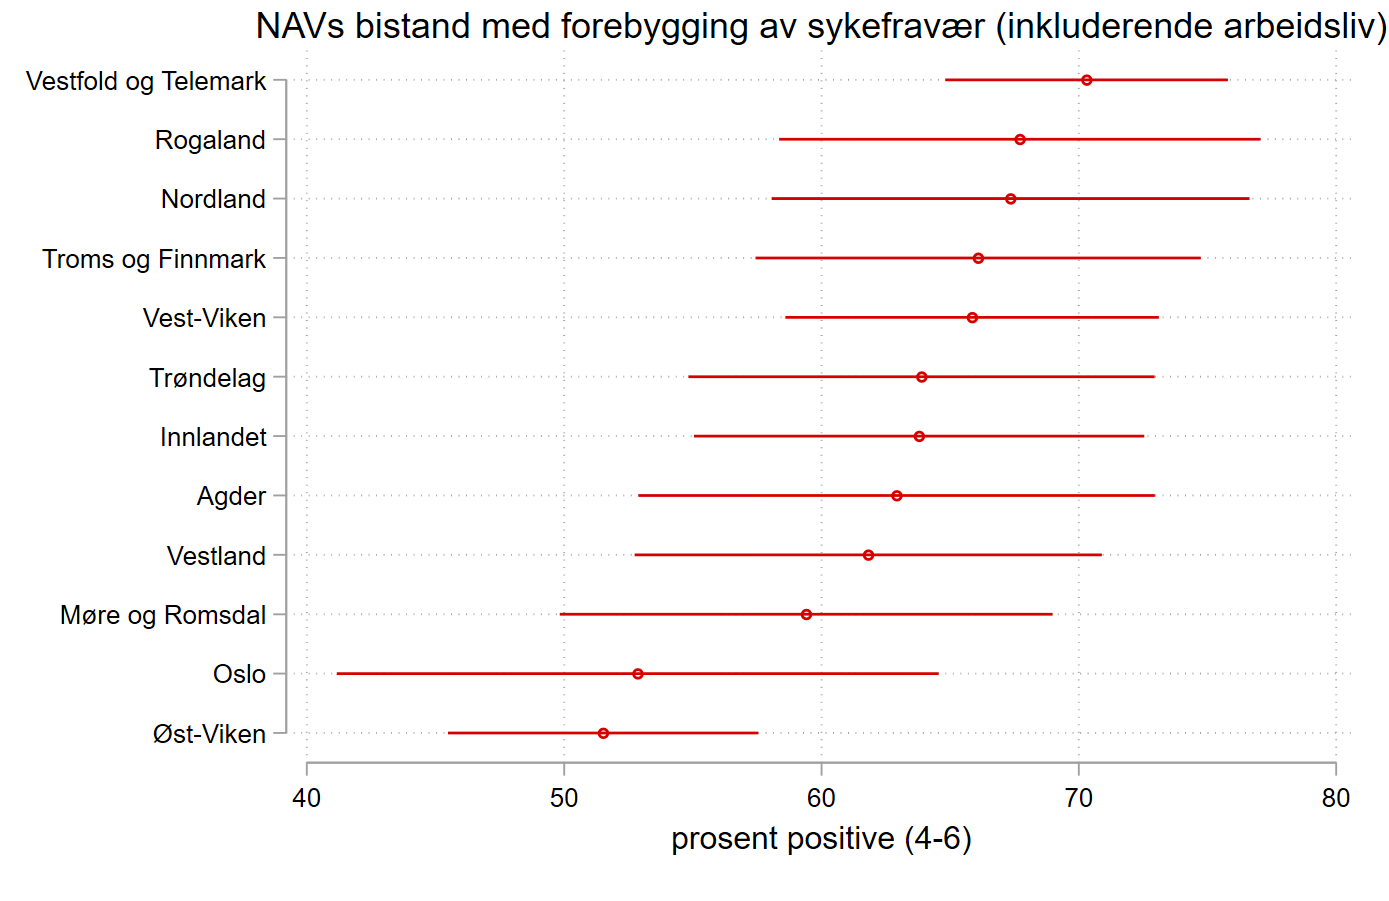 NAVs bistand med forebygging av sykefravær (inkluderende arbeidsliv)
Vestfold og Telemark
Rogaland
Nordland
Troms og Finnmark
Vest-Viken
Trøndelag
Innlandet
Agder
Vestland
Møre og Romsdal
Oslo
Øst-Viken
40 50 60 70 80
prosent positive (4-6)